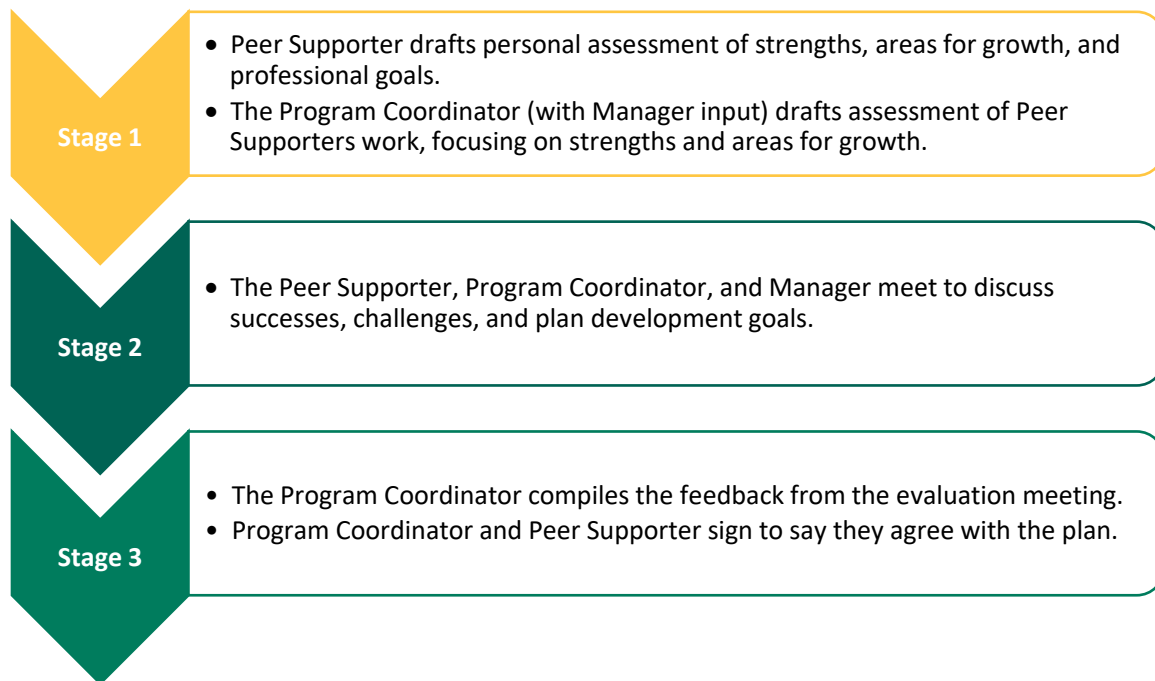 Stage 1
• Peer Supporter drafts personal assessment of strengths, areas for growth, and
professional goals.
• The Program Coordinator (with Manager input) drafts assessment of Peer
Supporters work, focusing on strengths and areas for growth.
Stage 2
• The Peer Supporter, Program Coordinator, and Manager meet to discuss
successes, challenges, and plan development goals.
Stage 3
• The Program Coordinator compiles the feedback from the evaluation meeting.
• Program Coordinator and Peer Supporter sign to say they agree with the plan.